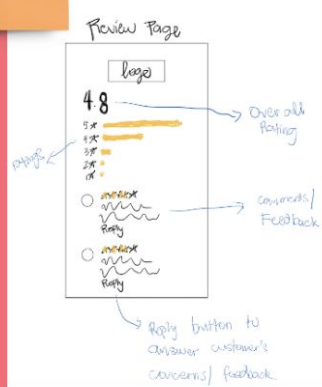 Review Page
logo
4.8
5★
4★
3★
2★
1★
ratings
Overall
Rating
Reply
comments/
Feedback
Reply
Reply button to
answer customer's
concerns/ feedback